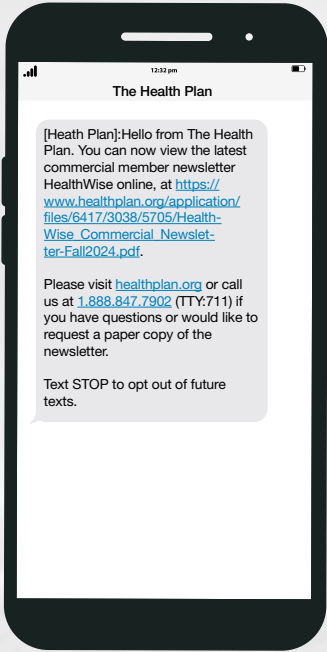 12:32 pm
The Health Plan
[Heath Plan]:Hello from The Health
Plan. You can now view the latest
commercial member newsletter
HealthWise online, at https://
www.healthplan.org/application/
files/6417/3038/5705/Health-
Wise_Commercial_Newslet-
ter-Fall2024.pdf.
Please visit healthplan.org or call
us at 1.888.847.7902 (TTY:711) if
you have questions or would like to
request a paper copy of the
newsletter.
Text STOP to opt out of future
texts.